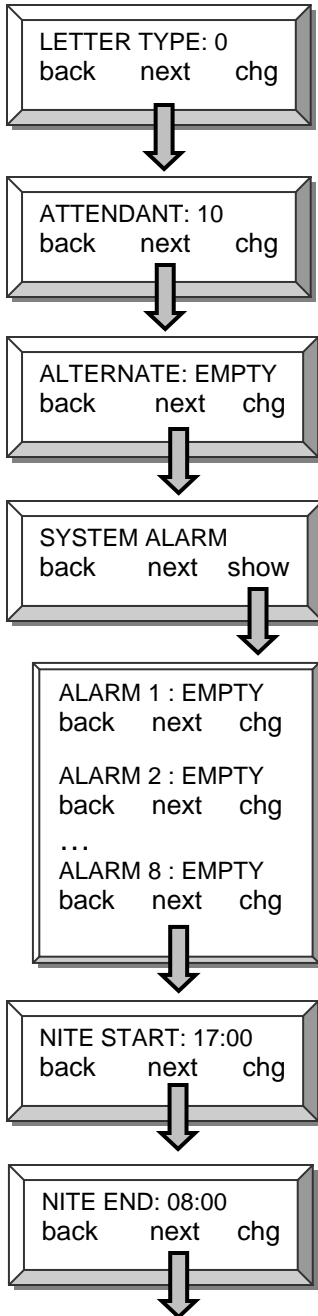 LETTER TYPE: 0
back next chg
ATTENDANT: 10
back next chg
ALTERNATE: EMPTY
back next chg
SYSTEM ALARM
back next show
ALARM 1 : EMPTY
back next chg
ALARM 2 : EMPTY
back next chg
...
ALARM 8 : EMPTY
back next chg
NITE START: 17:00
back next chg
NITE END: 08:00
back next chg